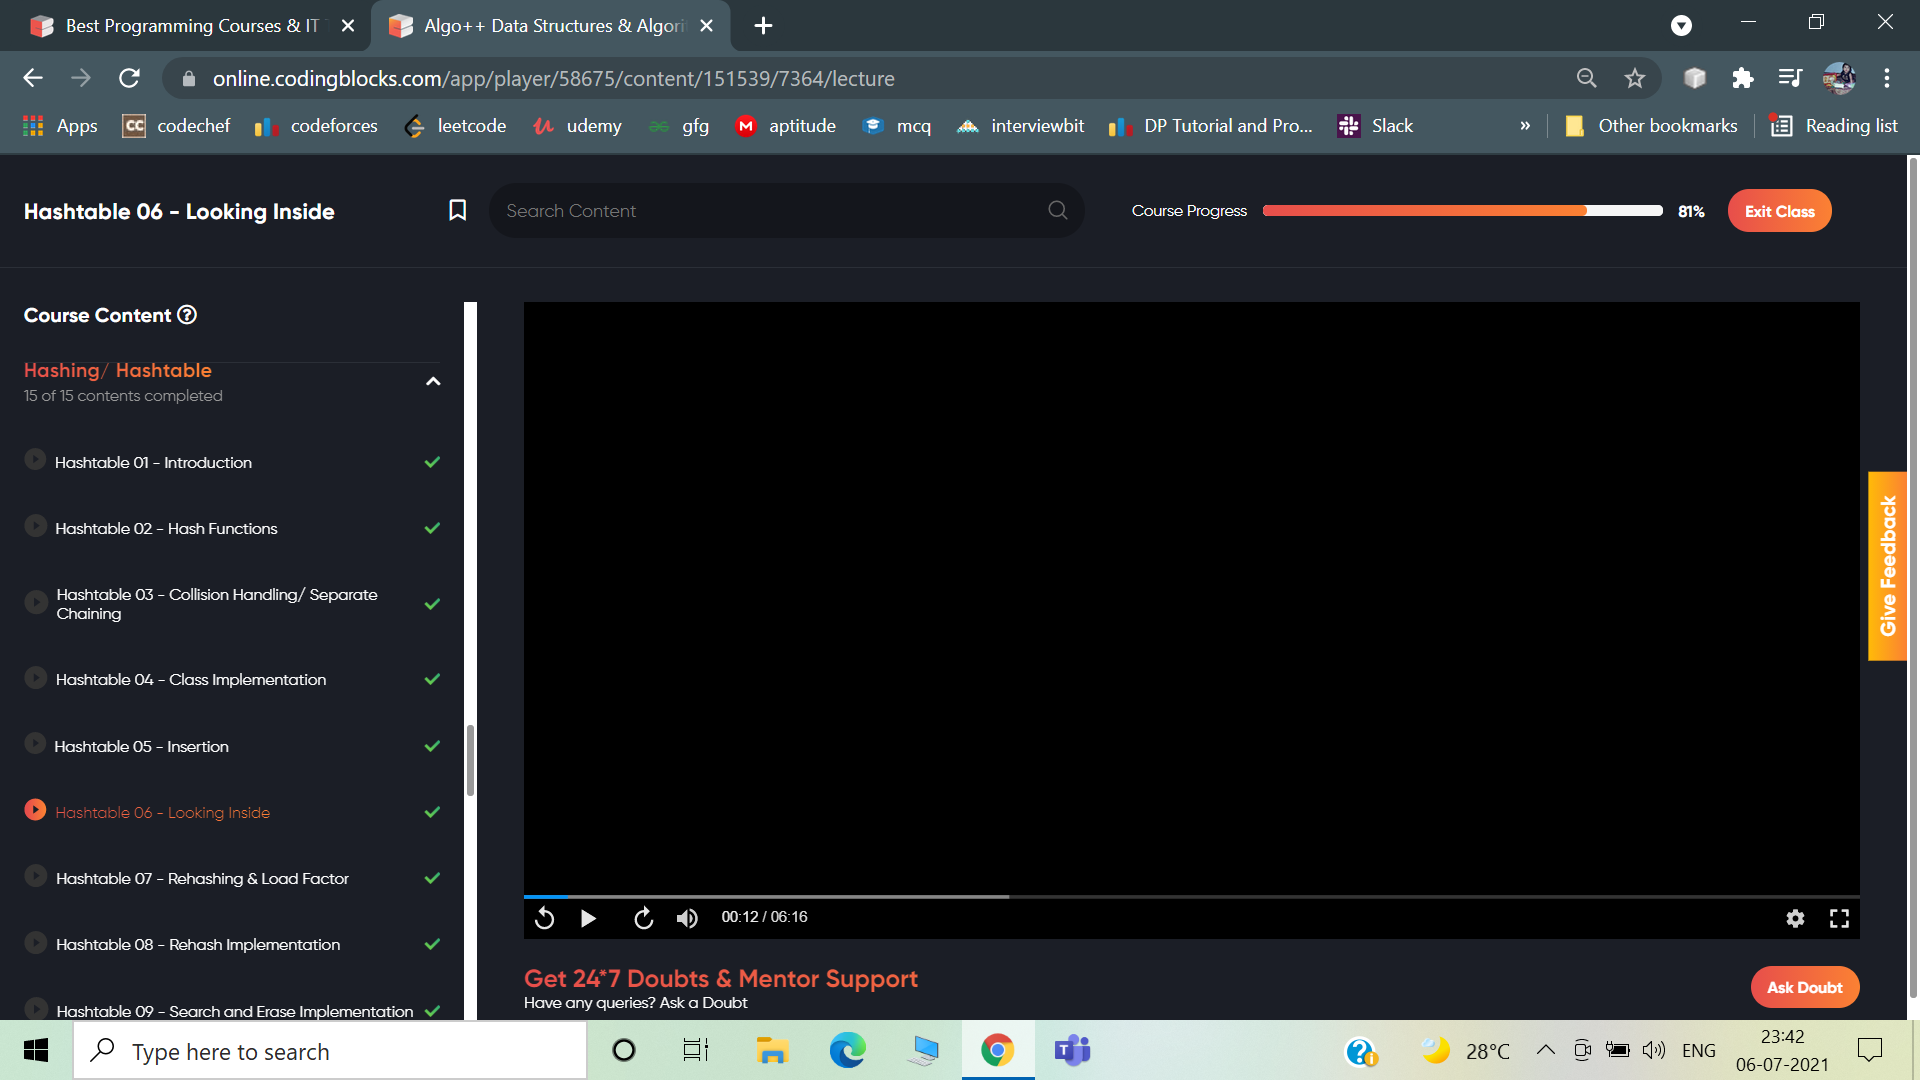 Best Programming Courses & IT
Algo++ Data Structures & Algori
online.codingblocks.com/app/player/58675/content/151539/7364/lecture
Apps
CC codechef
codeforces
leetcode
udemy
gfg
M aptitude
mcq
interviewbit
DP Tutorial and Pro...
Slack
»
Other bookmarks
Reading list
Hashtable 06 - Looking Inside
Search Content
Course Progress
81%
Exit Class
Course Content
Hashing/ Hashtable
15 of 15 contents completed
Hashtable 01 - Introduction
Hashtable 02 - Hash Functions
Hashtable 03 - Collision Handling/ Separate
Chaining
Hashtable 04 - Class Implementation
Hashtable 05 - Insertion
Hashtable 06 - Looking Inside
Hashtable 07 - Rehashing & Load Factor
Hashtable 08 - Rehash Implementation
Hashtable 09 - Search and Erase Implementation
00:12 / 06:16
Give Feedback
Get 24*7 Doubts & Mentor Support
Have any queries? Ask a Doubt
Ask Doubt
Type here to search
28°C
ENG
23:42
06-07-2021